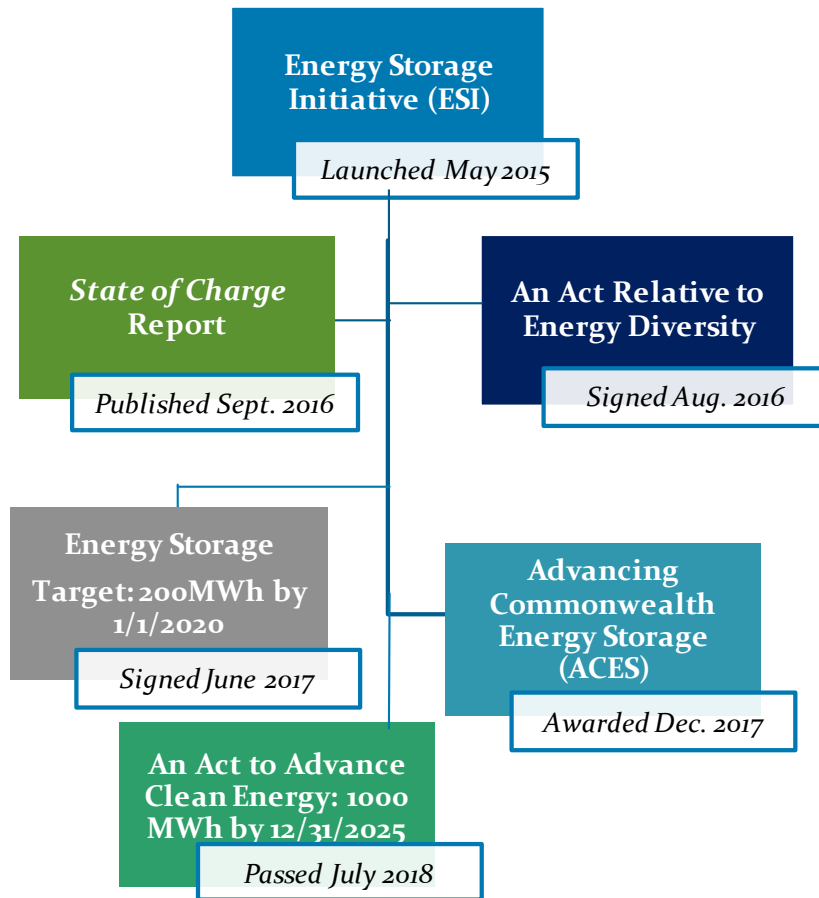 Energy Storage
Initiative (ESI)
Launched May 2015
State of Charge
Report
Published Sept. 2016
An Act Relative to
Energy Diversity
Signed Aug. 2016
Energy Storage
Target: 200MWh by
1/1/2020
Signed June 2017
Advancing
Commonwealth
Energy Storage
(ACES)
Awarded Dec. 2017
An Act to Advance
Clean Energy: 1000
MWh by 12/31/2025
Passed July 2018